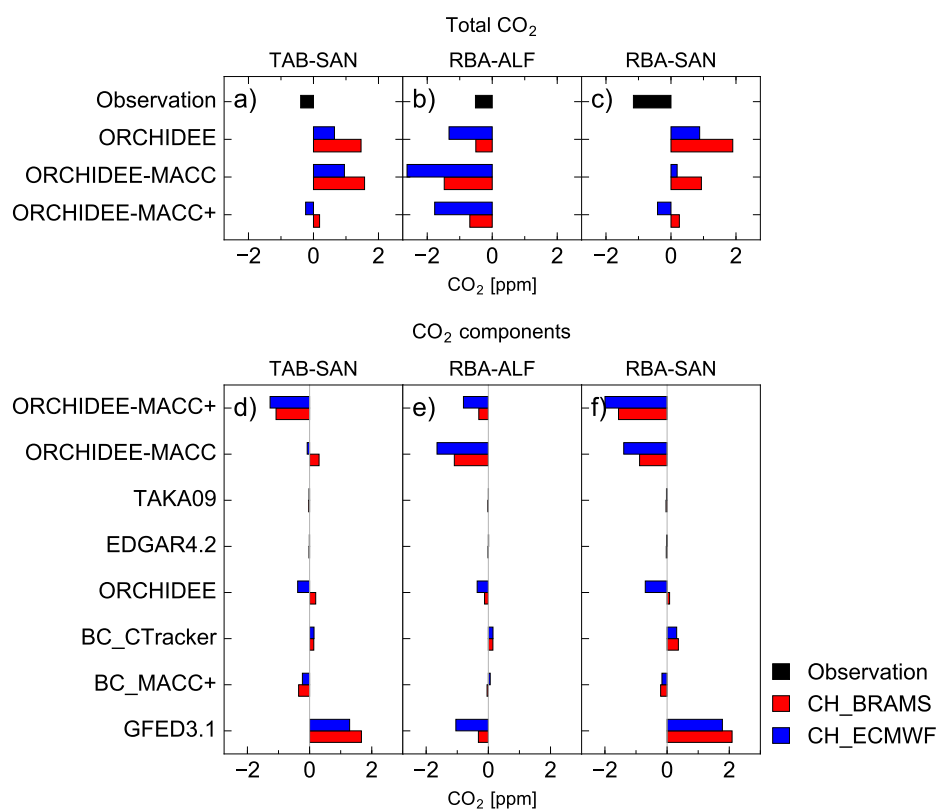 Total CO₂
TAB-SAN RBA-ALF RBA-SAN
a) b) c)
Observation
ORCHIDEE
ORCHIDEE-MACC
ORCHIDEE-MACC+
−2 0 2 −2 0 2 −2 0 2
CO₂ [ppm]
CO₂ components
TAB-SAN RBA-ALF RBA-SAN
d) e) f)
ORCHIDEE-MACC+
ORCHIDEE-MACC
TAKA09
EDGAR4.2
ORCHIDEE
BC_CTracker
BC_MACC+
GFED3.1
−2 0 2 −2 0 2 −2 0 2
CO₂ [ppm]
Observation
CH_BRAMS
CH_ECMWF